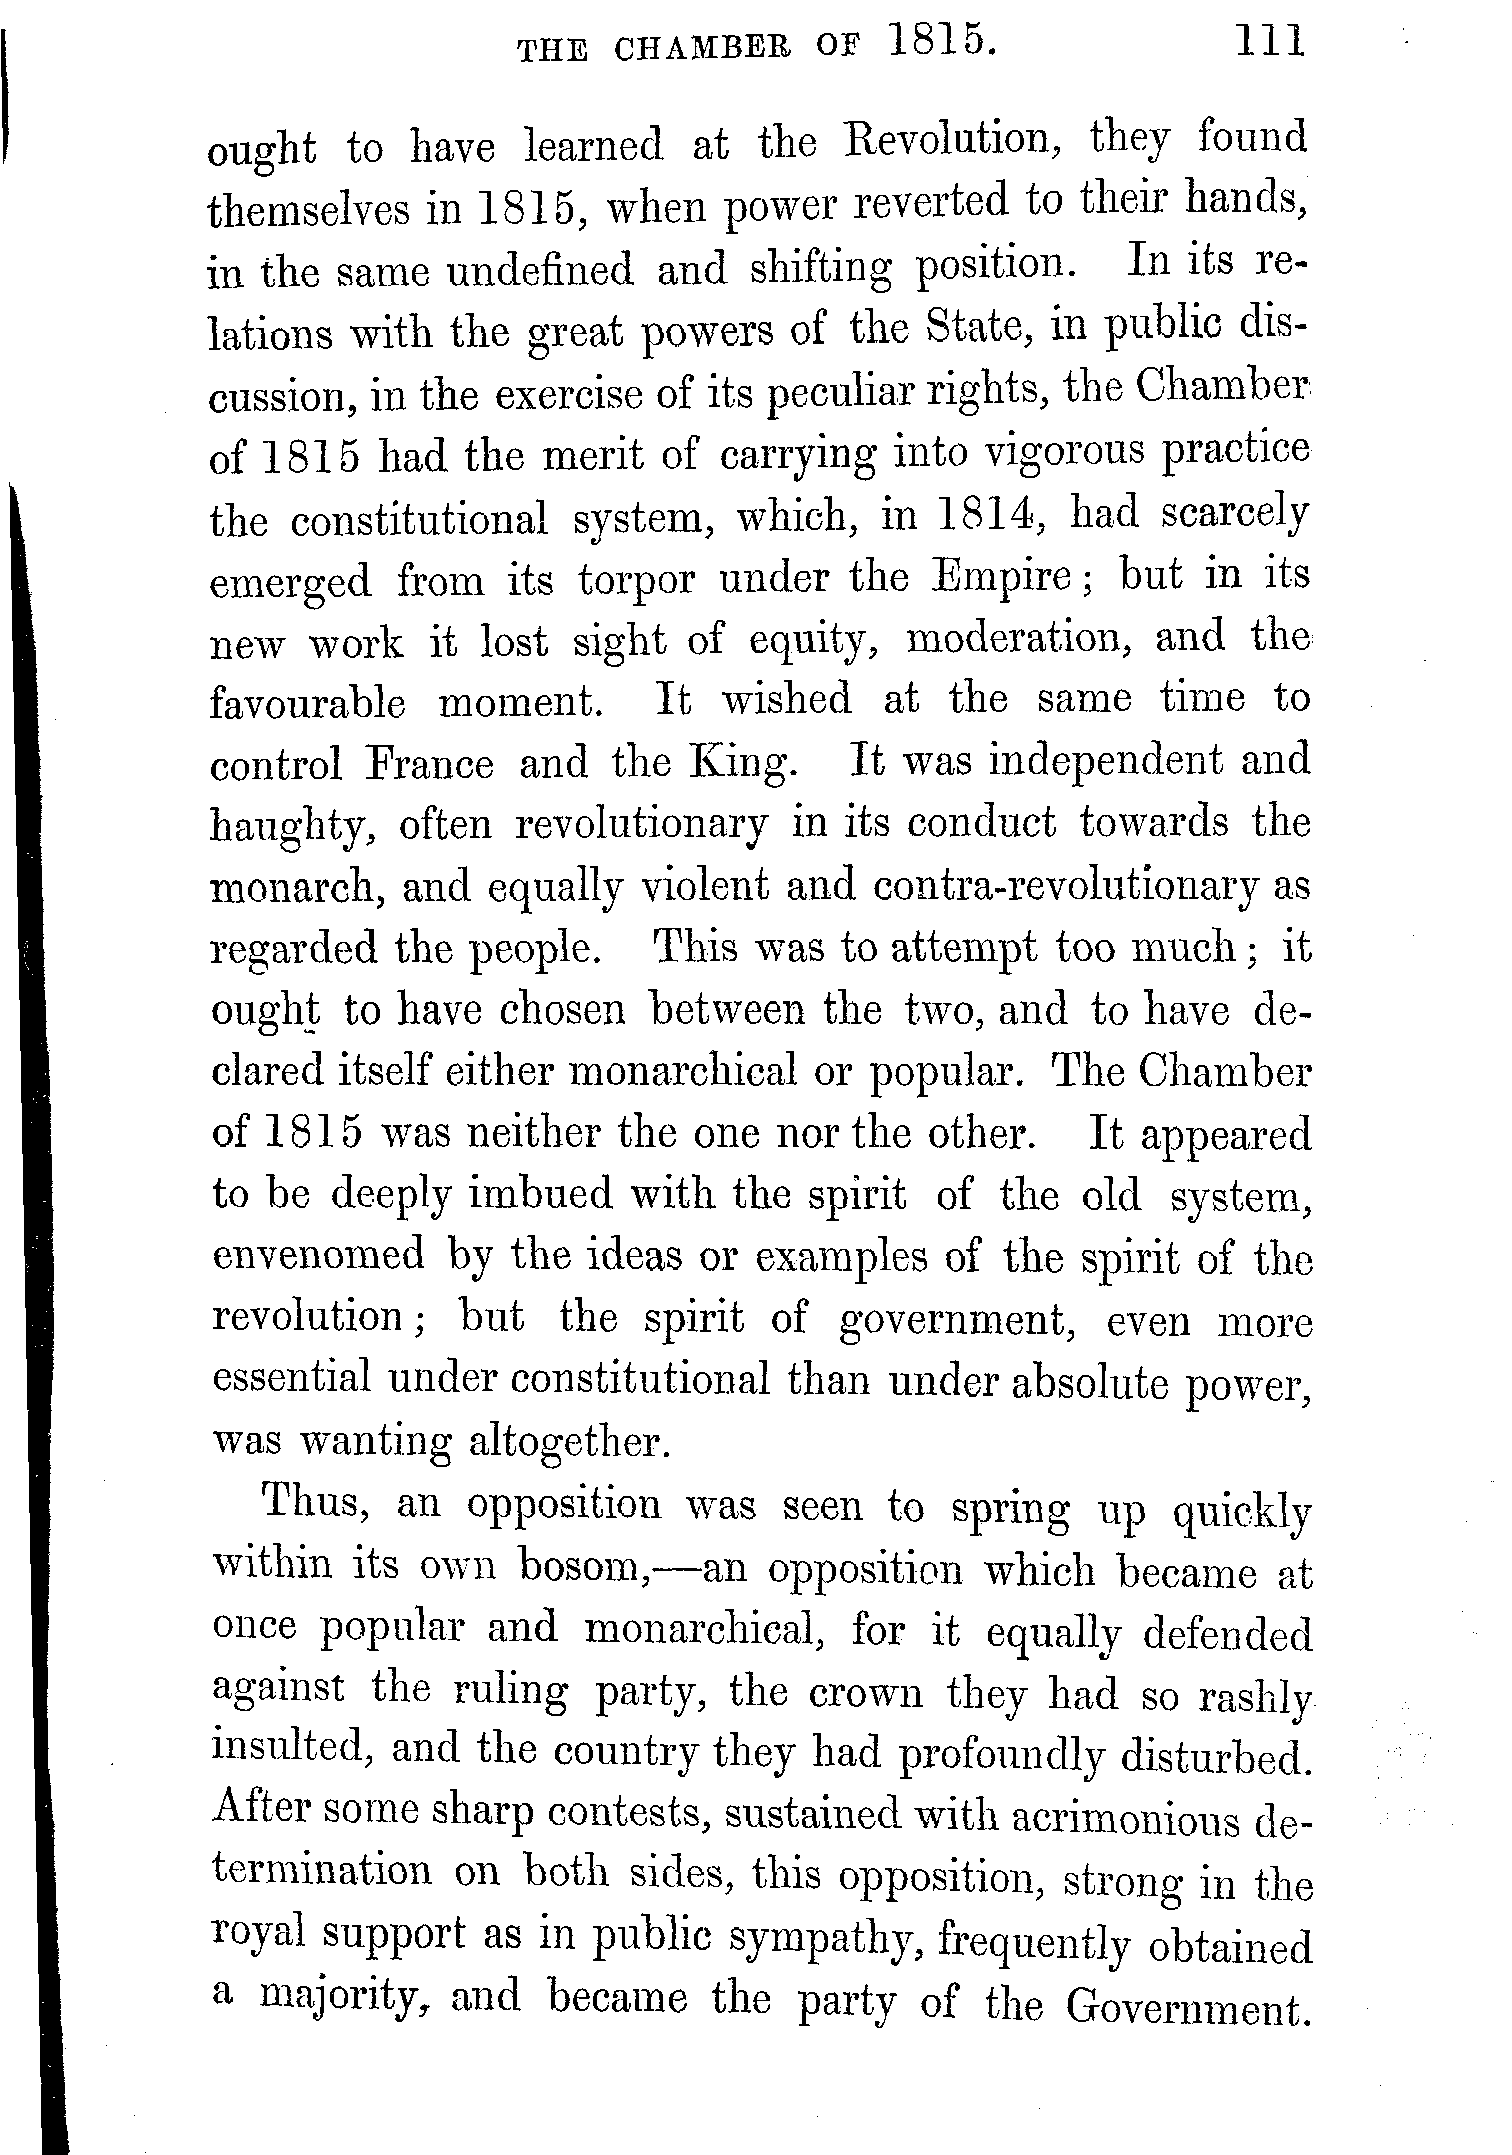 THE CHAMBER OF 1815. 111
ought to have learned at the Revolution, they found
themselves in 1815, when power reverted to their hands,
in the same undefined and shifting position. In its re-
lations with the great powers of the State, in public dis-
cussion, in the exercise of its peculiar rights, the Chamber
of 1815 had the merit of carrying into vigorous practice
the constitutional system, which, in 1814, had scarcely
emerged from its torpor under the Empire; but in its
new work it lost sight of equity, moderation, and the
favourable moment. It wished at the same time to
control France and the King. It was independent and
haughty, often revolutionary in its conduct towards the
monarch, and equally violent and contra-revolutionary as
regarded the people. This was to attempt too much; it
ought to have chosen between the two, and to have de-
clared itself either monarchical or popular. The Chamber
of 1815 was neither the one nor the other. It appeared
to be deeply imbued with the spirit of the old system,
envenomed by the ideas or examples of the spirit of the
revolution; but the spirit of government, even more
essential under constitutional than under absolute power,
was wanting altogether.
Thus, an opposition was seen to spring up quickly
within its own bosom,—an opposition which became at
once popular and monarchical, for it equally defended
against the ruling party, the crown they had so rashly
insulted, and the country they had profoundly disturbed.
After some sharp contests, sustained with acrimonious de-
termination on both sides, this opposition, strong in the
royal support as in public sympathy, frequently obtained
a majority, and became the party of the Government.